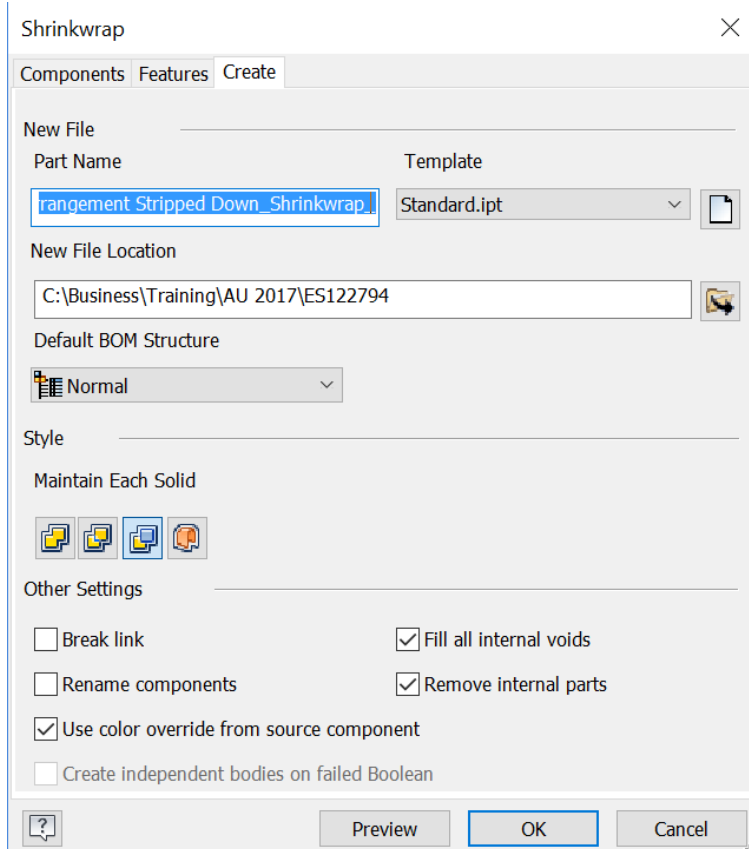 Shrinkwrap
Components Features Create
New File
Part Name Template
rangement Stripped Down_Shrinkwrap_ Standard.ipt
New File Location
C:\Business\Training\AU 2017\ES122794
Default BOM Structure
Normal
Style
Maintain Each Solid
Other Settings
Break link Fill all internal voids
Rename components Remove internal parts
Use color override from source component
Create independent bodies on failed Boolean
? Preview OK Cancel